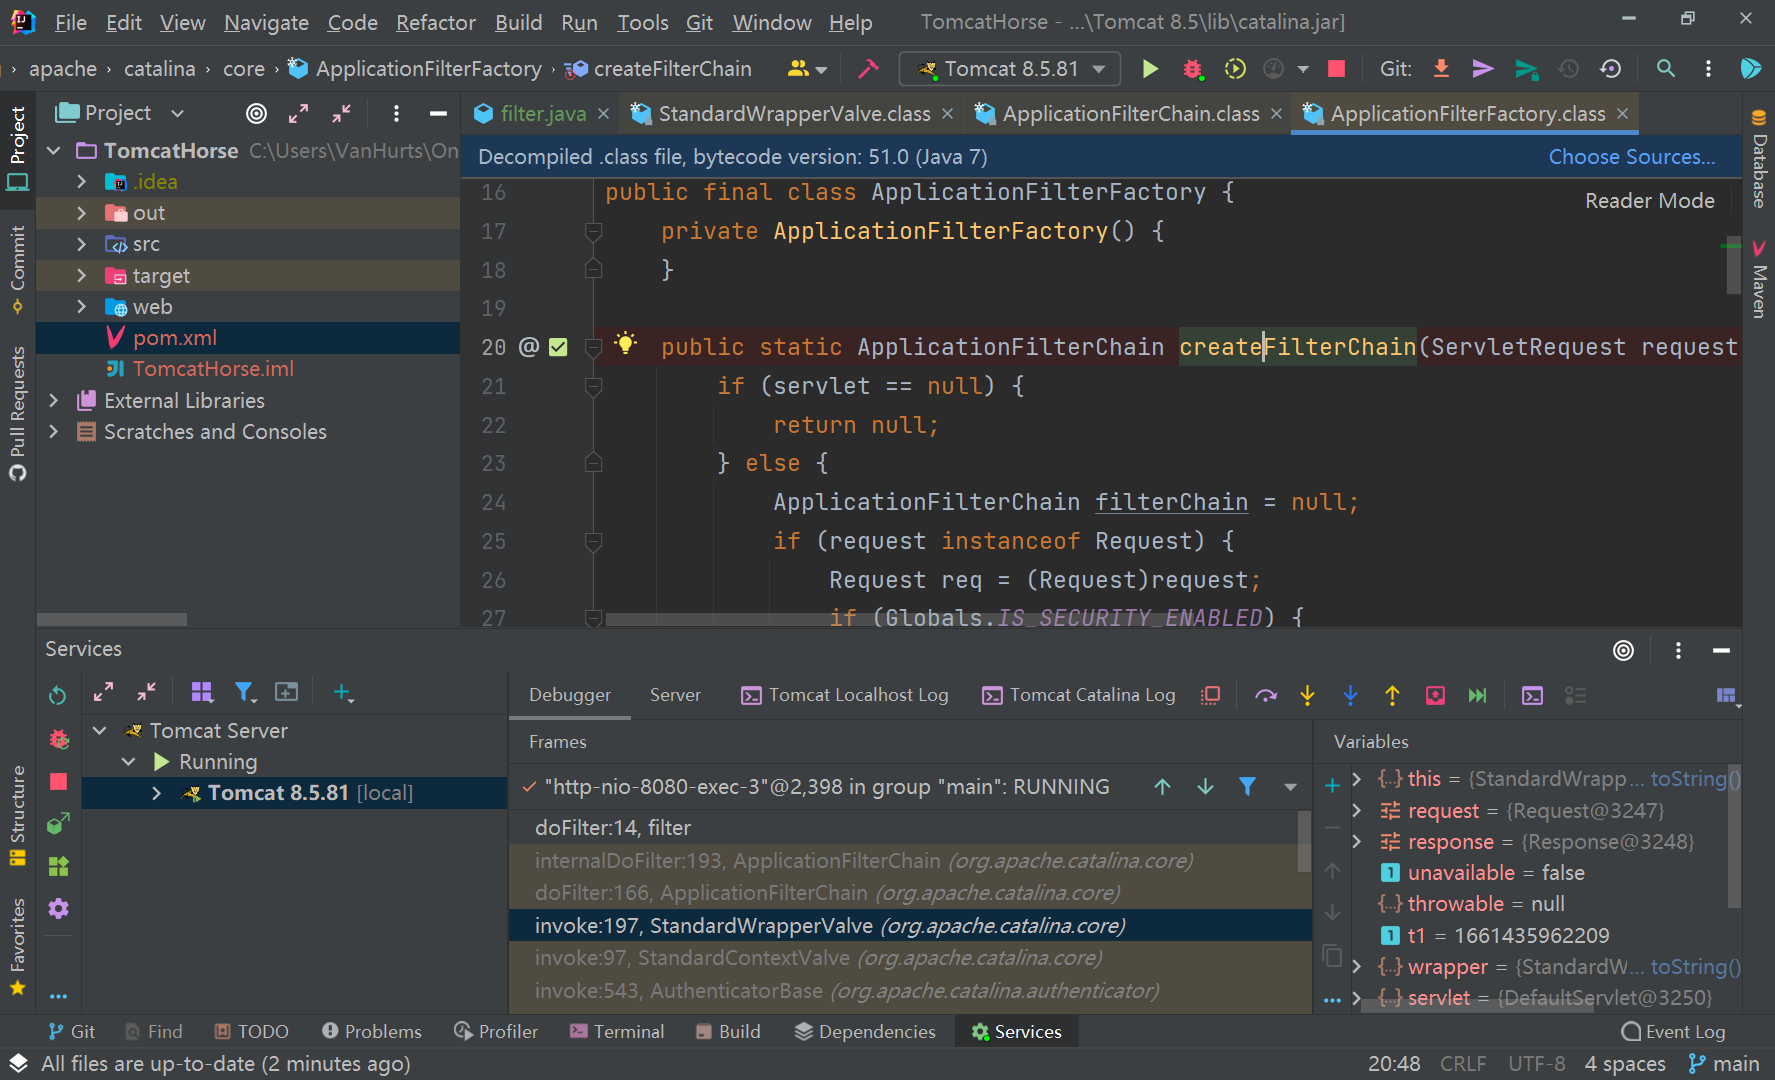 File Edit View Navigate Code Refactor Build Run Tools Git Window Help TomcatHorse - ...\Tomcat 8.5\lib\catalina.jar]
apache › catalina › core › ApplicationFilterFactory › createFilterChain Tomcat 8.5.81 Git:
Project
filter.java StandardWrapperValve.class ApplicationFilterChain.class ApplicationFilterFactory.class
Decompiled .class file, bytecode version: 51.0 (Java 7) Choose Sources...
Reader Mode
TomcatHorse C:\Users\VanHurts\On
.idea
out
src
target
web
pom.xml
TomcatHorse.iml
External Libraries
Scratches and Consoles
16 public final class ApplicationFilterFactory {
17 private ApplicationFilterFactory() {
18 }
19
20 @ public static ApplicationFilterChain createFilterChain(ServletRequest request
21 if (servlet == null) {
22 return null;
23 } else {
24 ApplicationFilterChain filterChain = null;
25 if (request instanceof Request) {
26 Request req = (Request)request;
27 if (Globals.IS_SECURITY_ENABLED) {
Project
Commit
Pull Requests
Structure
Favorites
Database
Maven
Services
Debugger Server Tomcat Localhost Log Tomcat Catalina Log
Tomcat Server
Running
Tomcat 8.5.81 [local]
Frames
"http-nio-8080-exec-3"@2,398 in group "main": RUNNING
doFilter:14, filter
internalDoFilter:193, ApplicationFilterChain (org.apache.catalina.core)
doFilter:166, ApplicationFilterChain (org.apache.catalina.core)
invoke:197, StandardWrapperValve (org.apache.catalina.core)
invoke:97, StandardContextValve (org.apache.catalina.core)
invoke:543, AuthenticatorBase (org.apache.catalina.authenticator)
Variables
this = {StandardWrapp... toString()
request = {Request@3247}
response = {Response@3248}
unavailable = false
throwable = null
t1 = 1661435962209
wrapper = {StandardW... toString()
servlet = {DefaultServlet@3250}
Git Find TODO Problems Profiler Terminal Build Dependencies Services Event Log
All files are up-to-date (2 minutes ago) 20:48 CRLF UTF-8 4 spaces main